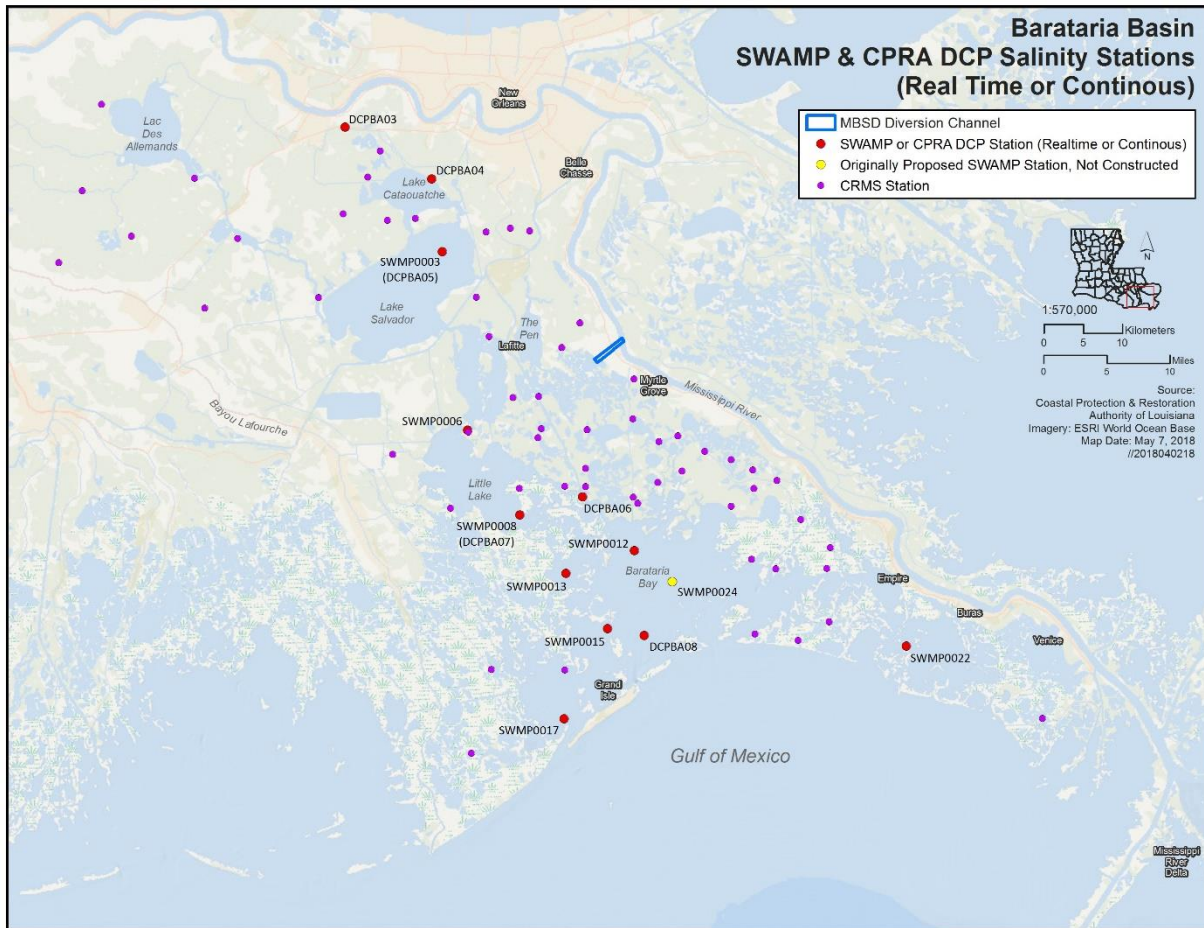 Barataria Basin
SWAMP & CPRA DCP Salinity Stations
(Real Time or Continous)
MBSD Diversion Channel
SWAMP or CPRA DCP Station (Realtime or Continous)
Originally Proposed SWAMP Station, Not Constructed
CRMS Station
N
1:570,000
Kilometers
0 5 10
Miles
0 5 10
Source:
Coastal Protection & Restoration
Authority of Louisiana
Imagery: ESRI World Ocean Base
Map Date: May 7, 2018
//2018040218
New
Orleans
Lac
Des
Allemands
DCPBA03
Belle
Chasse
DCPBA04
Lake
Cataouatche
SWMP0003
(DCPBA05)
Lake
Salvador
The
Pen
Lafitte
Myrtle
Grove
Mississippi River
Bayou Lafourche
SWMP0006
Little
Lake
DCPBA06
SWMP0008
(DCPBA07)
SWMP0012
SWMP0013
Barataria
Bay
SWMP0024
Empire
Buras
Venice
SWMP0015
DCPBA08
SWMP0022
Grand
Isle
SWMP0017
Gulf of Mexico
Mississippi
River
Delta